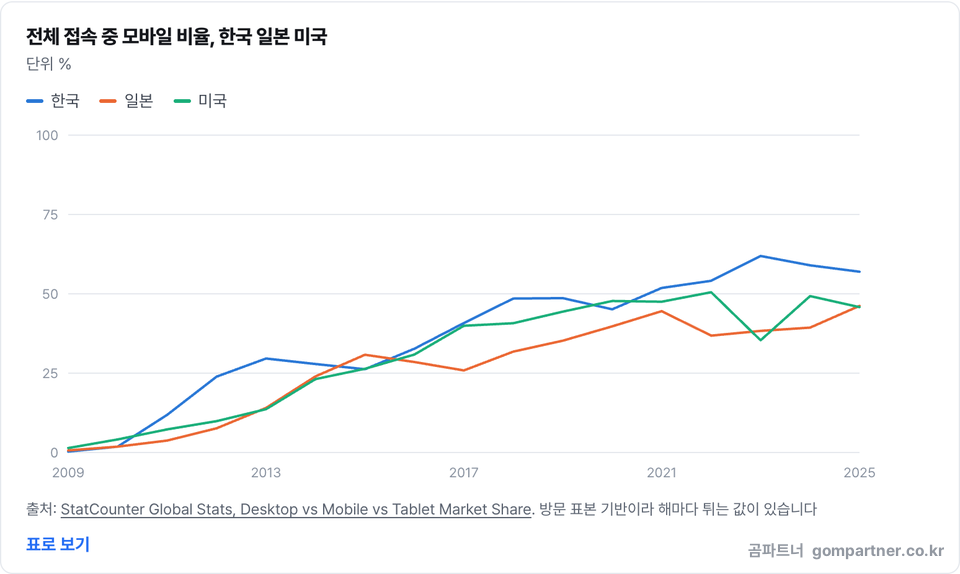 전체 접속 중 모바일 비율, 한국 일본 미국
단위 %
한국 일본 미국
100
75
50
25
0
2009 2013 2017 2021 2025
출처: StatCounter Global Stats, Desktop vs Mobile vs Tablet Market Share. 방문 표본 기반이라 해마다 튀는 값이 있습니다
표로 보기
곰파트너 gompartner.co.kr